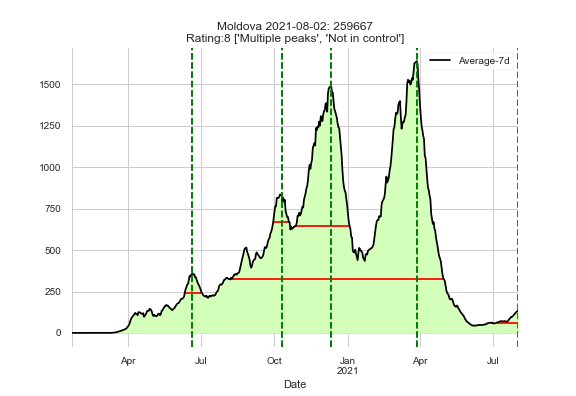 Moldova 2021-08-02: 259667
Rating:8 ['Multiple peaks', 'Not in control']
Average-7d
1500
1250
1000
750
500
250
0
Apr
Jul
Oct
Jan
2021
Apr
Jul
Date